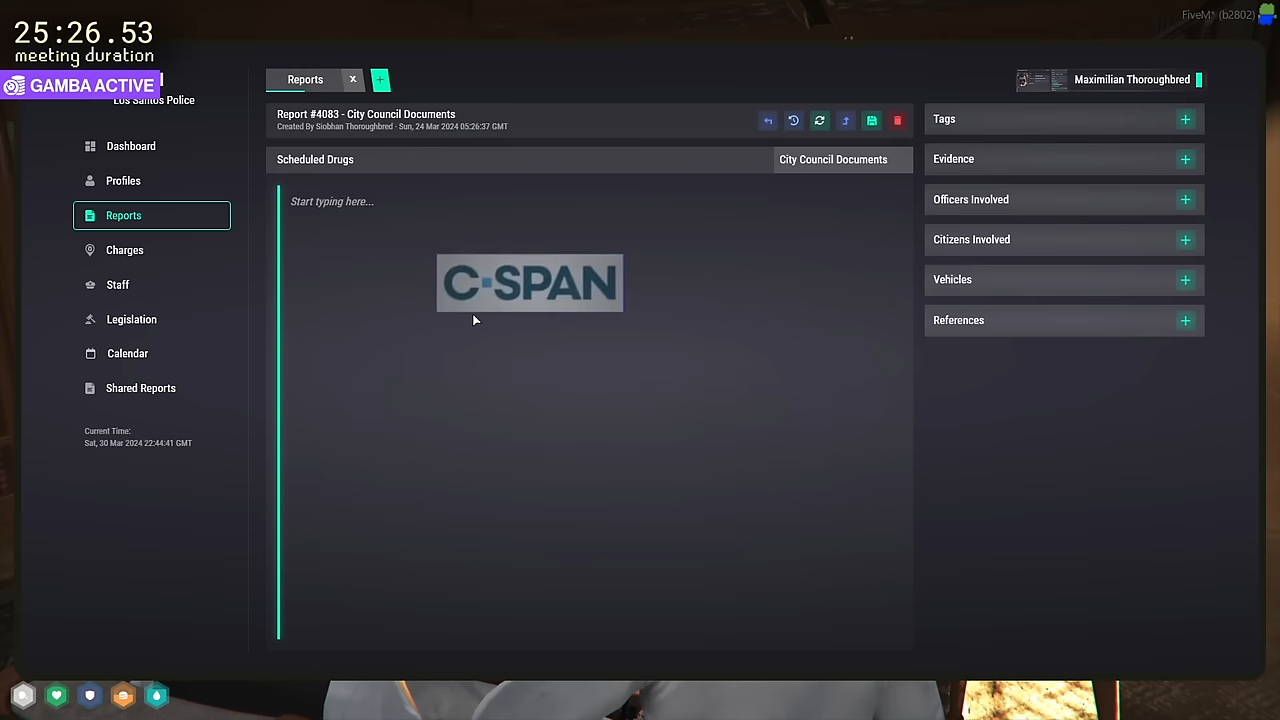 25:26.53
meeting duration
GAMBA ACTIVE
Los Santos Police
FiveM* (b2802)
Dashboard
Profiles
Reports
Charges
Staff
Legislation
Calendar
Shared Reports
Current Time:
Sat, 30 Mar 2024 22:44:41 GMT
Reports x +
Maximilian Thoroughbred
Report #4083 - City Council Documents
Created By Siobhan Thoroughbred - Sun, 24 Mar 2024 05:26:37 GMT
Scheduled Drugs
City Council Documents
Start typing here...
C·SPAN
Tags +
Evidence +
Officers Involved +
Citizens Involved +
Vehicles +
References +